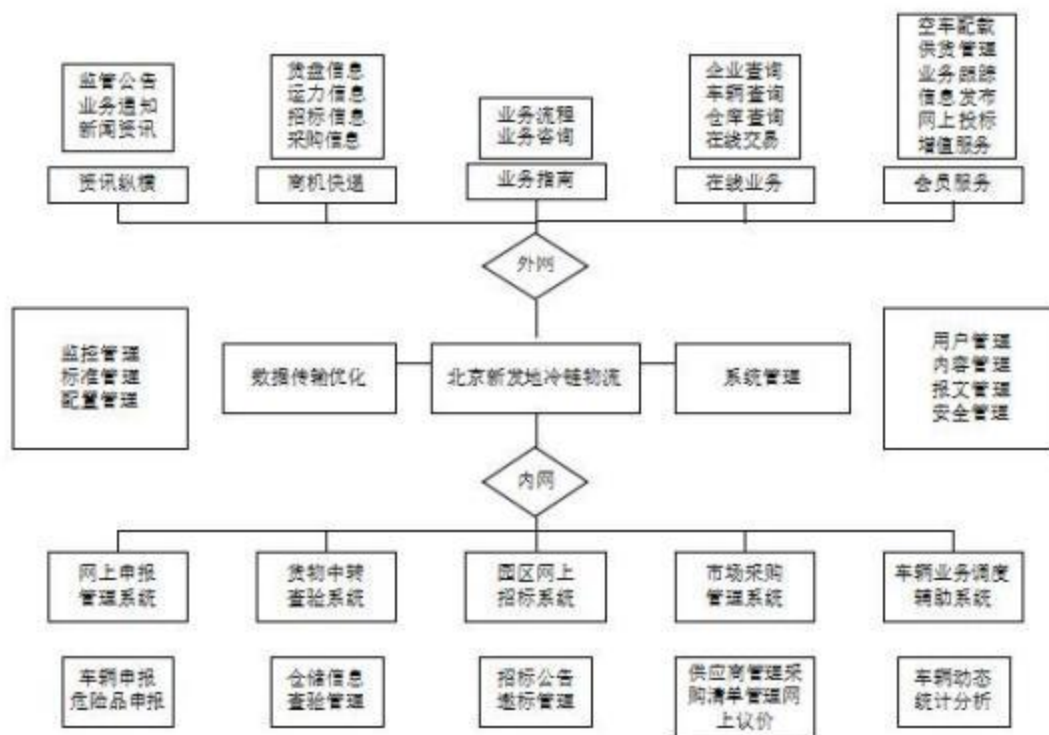 监管公告
业务通知
新闻资讯
货盘信息
运力信息
招标信息
采购信息
业务流程
业务咨询
企业查询
车辆查询
仓库查询
在线交易
空车配载
供货管理
业务跟踪
信息发布
网上投标
增值服务
资讯纵横
商机快递
业务指南
在线业务
会员服务
外网
监控管理
标准管理
配置管理
数据传输优化
北京新发地冷链物流
系统管理
用户管理
内容管理
报文管理
安全管理
内网
网上申报
管理系统
货物中转
查验系统
园区网上
招标系统
市场采购
管理系统
车辆业务调度
辅助系统
车辆申报
危险品申报
仓储信息
查验管理
招标公告
邀标管理
供应商管理采
购清单管理网
上议价
车辆动态
统计分析